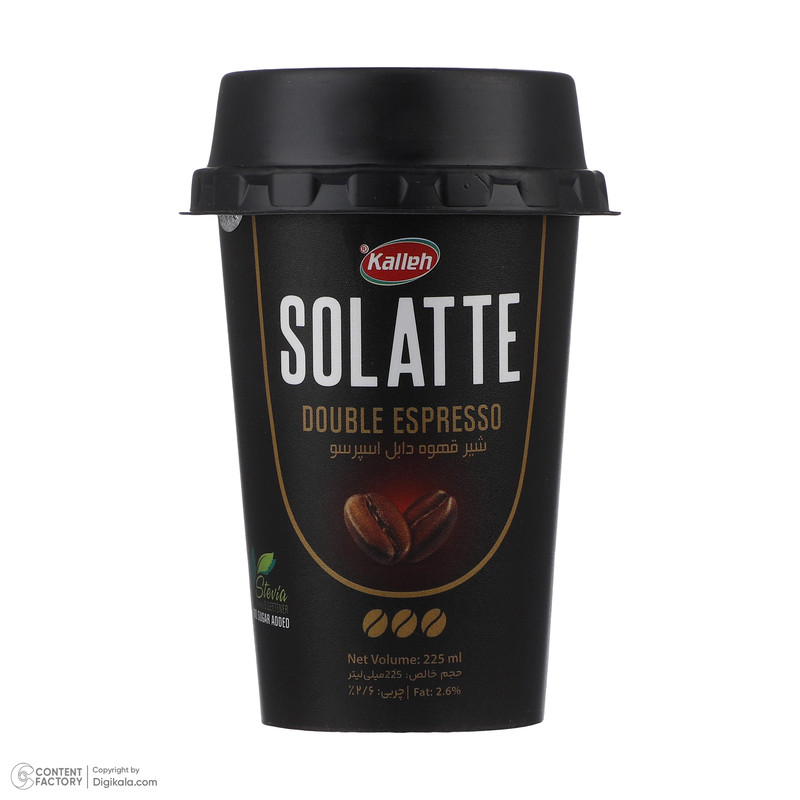 ® Kalleh
SOLATTE
DOUBLE ESPRESSO
شیر قهوه دابل اسپرسو
Stevia
SUGAR ADDED
Net Volume: 225 ml
حجم خالص: 225 میلی لیتر
چربی: ۲/۶٪ | Fat: 2.6%
CONTENT FACTORY
Copyright by
Digikala.com